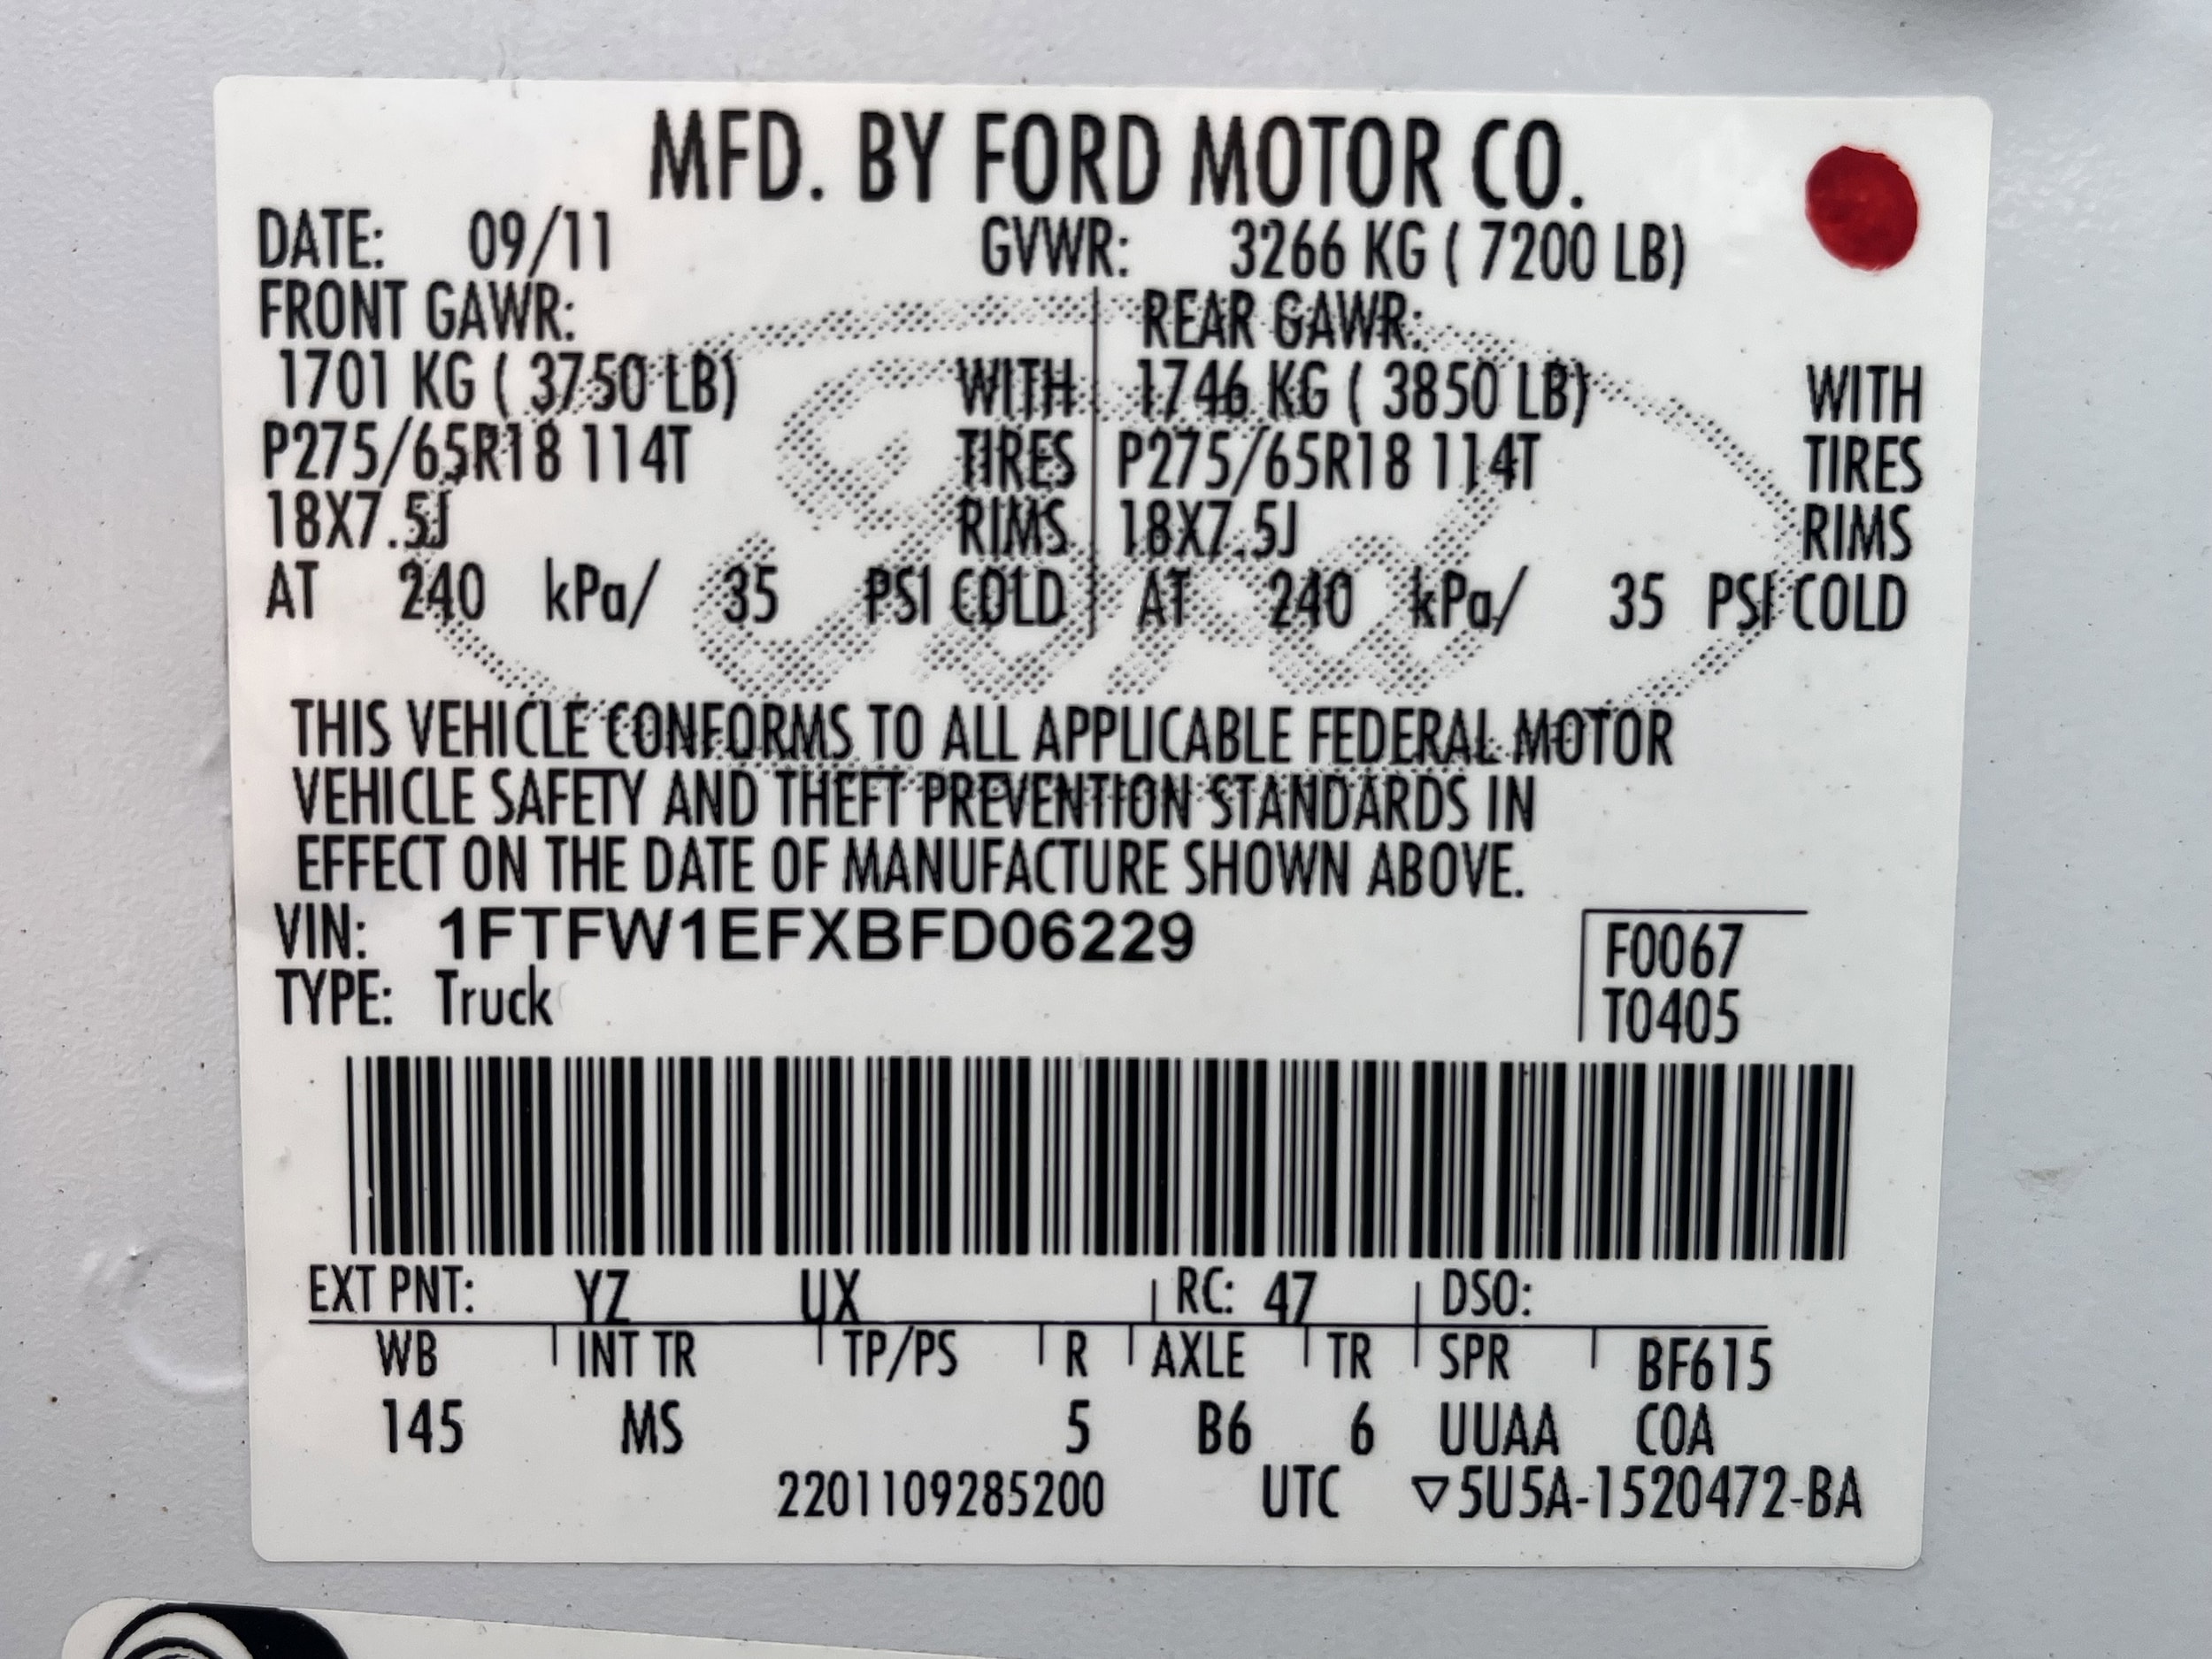 MFD. BY FORD MOTOR CO.
DATE: 09/11 GVWR: 3266 KG ( 7200 LB)
FRONT GAWR: REAR GAWR:
1701 KG ( 3750 LB) WITH 1746 KG ( 3850 LB) WITH
P275/65R18 114T TIRES P275/65R18 114T TIRES
18X7.5J RIMS 18X7.5J RIMS
AT 240 kPa/ 35 PSI COLD AT 240 kPa/ 35 PSI COLD
Ford
THIS VEHICLE CONFORMS TO ALL APPLICABLE FEDERAL MOTOR
VEHICLE SAFETY AND THEFT PREVENTION STANDARDS IN
EFFECT ON THE DATE OF MANUFACTURE SHOWN ABOVE.
VIN: 1FTFW1EFXBFD06229 F0067
TYPE: Truck T0405
EXT PNT: YZ UX RC: 47 DSO:
WB INT TR TP/PS R AXLE TR SPR BF615
145 MS 5 B6 6 UUAA COA
2201109285200 UTC ▽5U5A-1520472-BA